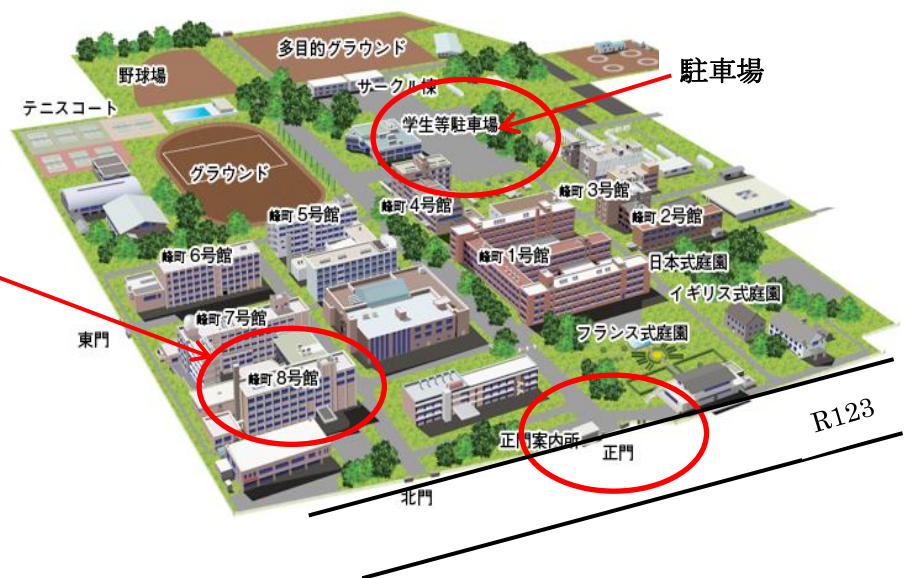 多目的グラウンド
野球場
駐車場
サークル棟
テニスコート
学生等駐車場
グラウンド
峰町3号館
峰町5号館
峰町4号館
峰町2号館
峰町6号館
峰町1号館
日本式庭園
イギリス式庭園
峰町7号館
フランス式庭園
東門
峰町8号館
R123
正門案内所
正門
北門